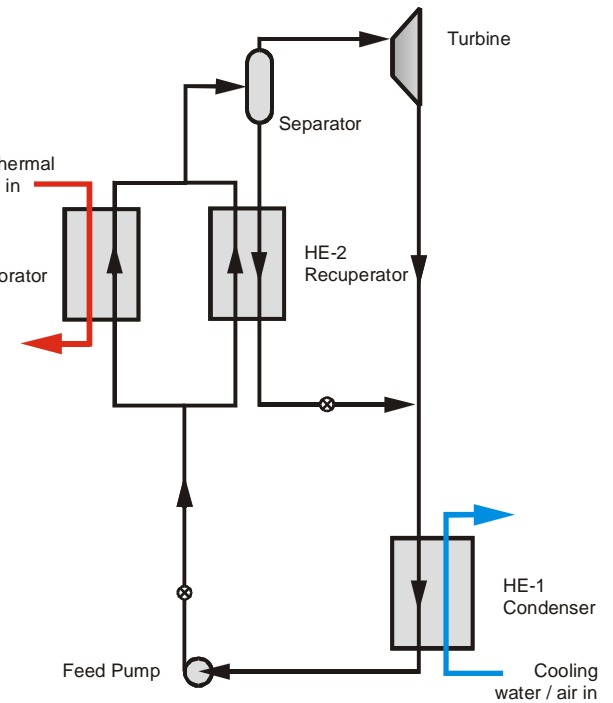 Turbine
Separator
hermal
in
HE-2
Recuperator
orator
HE-1
Condenser
Feed Pump
Cooling
water / air in